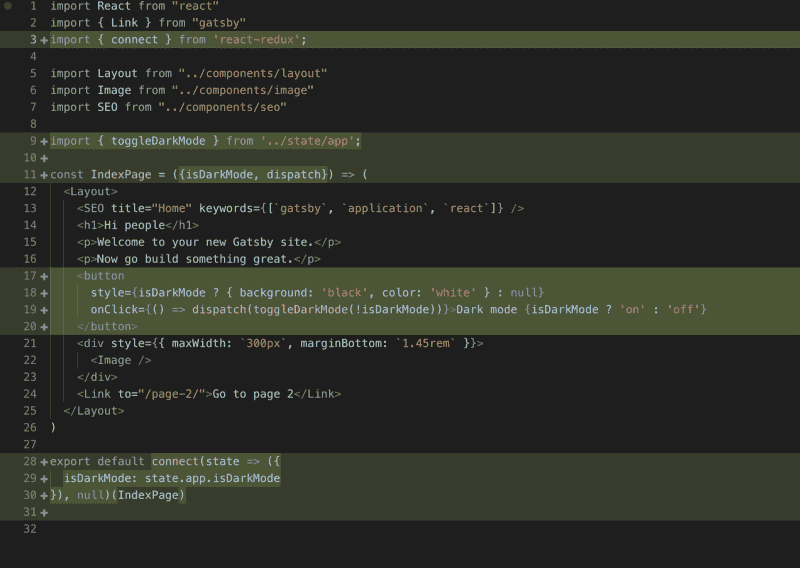 1 import React from "react"
2 import { Link } from "gatsby"
3 + import { connect } from 'react-redux';
4
5 import Layout from "../components/layout"
6 import Image from "../components/image"
7 import SEO from "../components/seo"
8
9 + import { toggleDarkMode } from '../state/app';
10 +
11 + const IndexPage = ({isDarkMode, dispatch}) => (
12 <Layout>
13 <SEO title="Home" keywords={[`gatsby`, `application`, `react`]} />
14 <h1>Hi people</h1>
15 <p>Welcome to your new Gatsby site.</p>
16 <p>Now go build something great.</p>
17 + <button
18 + style={isDarkMode ? { background: 'black', color: 'white' } : null}
19 + onClick={() => dispatch(toggleDarkMode(!isDarkMode))}>Dark mode {isDarkMode ? 'on' : 'off'}
20 + </button>
21 <div style={{ maxWidth: `300px`, marginBottom: `1.45rem` }}>
22 <Image />
23 </div>
24 <Link to="/page-2/">Go to page 2</Link>
25 </Layout>
26 )
27
28 + export default connect(state => ({
29 + isDarkMode: state.app.isDarkMode
30 + }), null)(IndexPage)
31 +
32